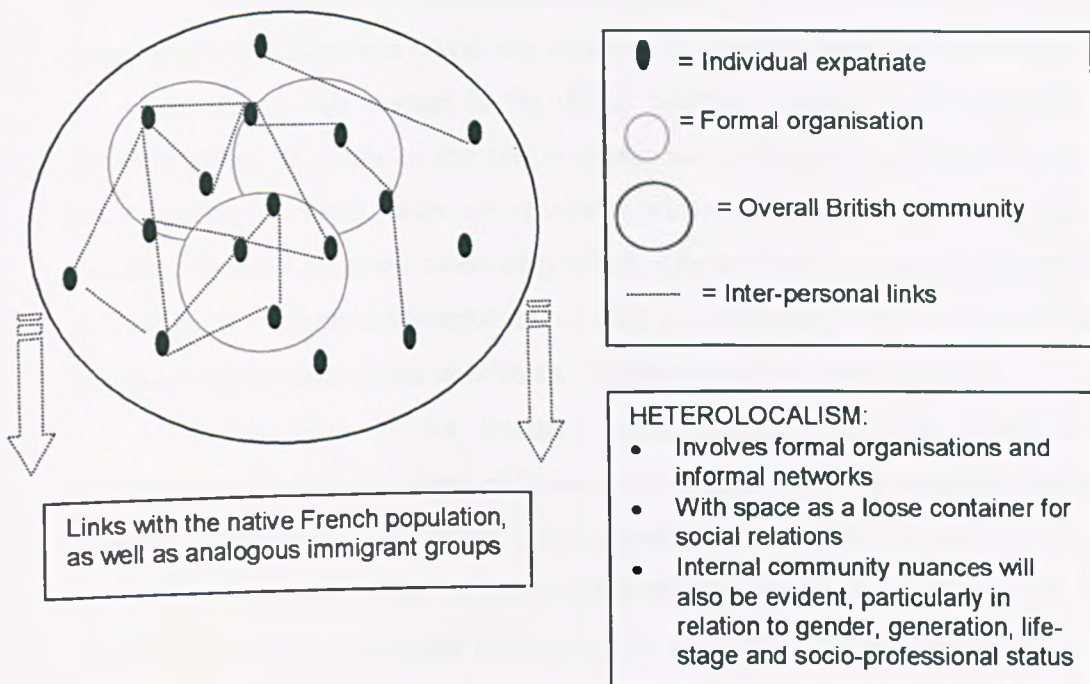 = Individual expatriate
= Formal organisation
= Overall British community
= Inter-personal links
Links with the native French population,
as well as analogous immigrant groups
HETEROLOCALISM:
• Involves formal organisations and
informal networks
• With space as a loose container for
social relations
• Internal community nuances will
also be evident, particularly in
relation to gender, generation, life-
stage and socio-professional status